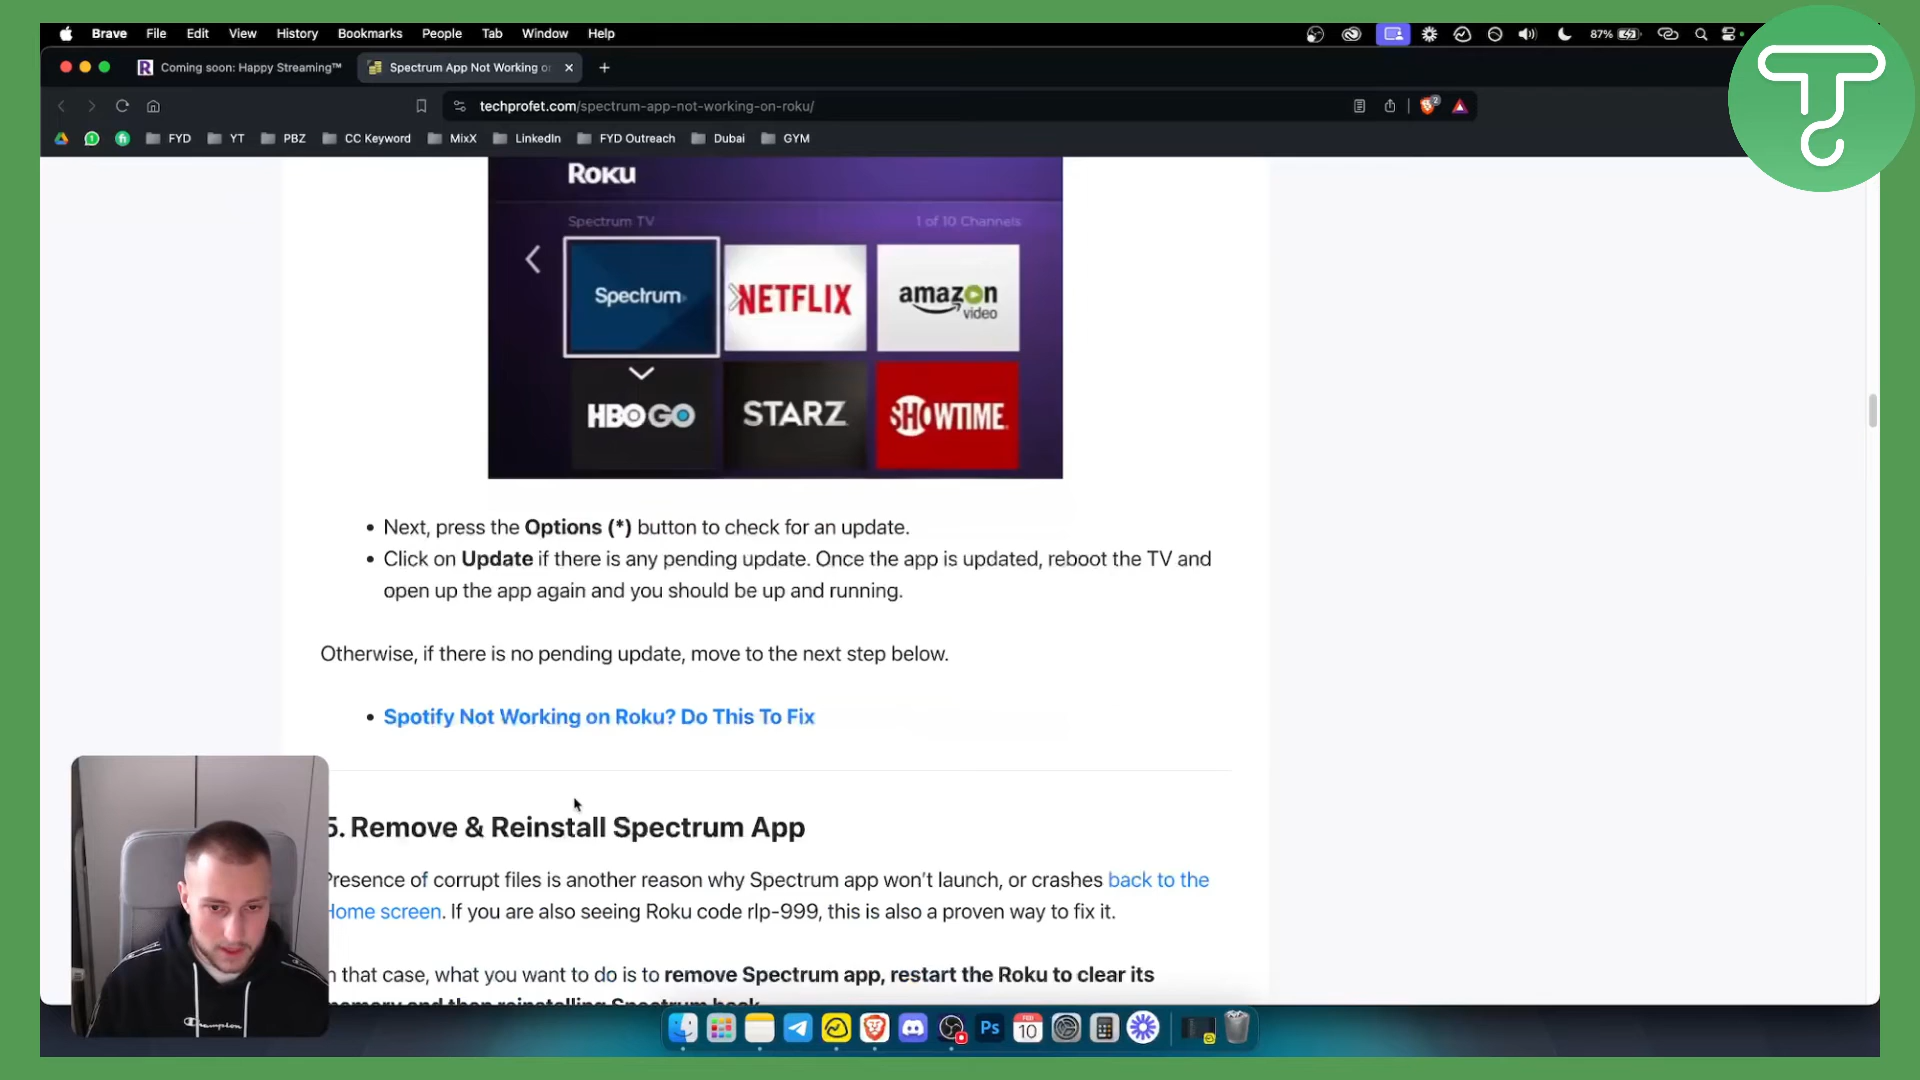 Brave File Edit View History Bookmarks People Tab Window Help 87%
Coming soon: Happy Streaming™ Spectrum App Not Working o
techprofet.com/spectrum-app-not-working-on-roku/ 2
FYD YT PBZ CC Keyword MixX LinkedIn FYD Outreach Dubai GYM
Roku
Spectrum TV 1 of 10 Channels
Spectrum NETFLIX amazon video
HBO GO STARZ SHOWTIME
• Next, press the Options (*) button to check for an update.
• Click on Update if there is any pending update. Once the app is updated, reboot the TV and
open up the app again and you should be up and running.
Otherwise, if there is no pending update, move to the next step below.
• Spotify Not Working on Roku? Do This To Fix
5. Remove & Reinstall Spectrum App
Presence of corrupt files is another reason why Spectrum app won't launch, or crashes back to the
Home screen. If you are also seeing Roku code rlp-999, this is also a proven way to fix it.
n that case, what you want to do is to remove Spectrum app, restart the Roku to clear its
memory and then reinstalling Spectrum back
Champion
Ps FEB 10